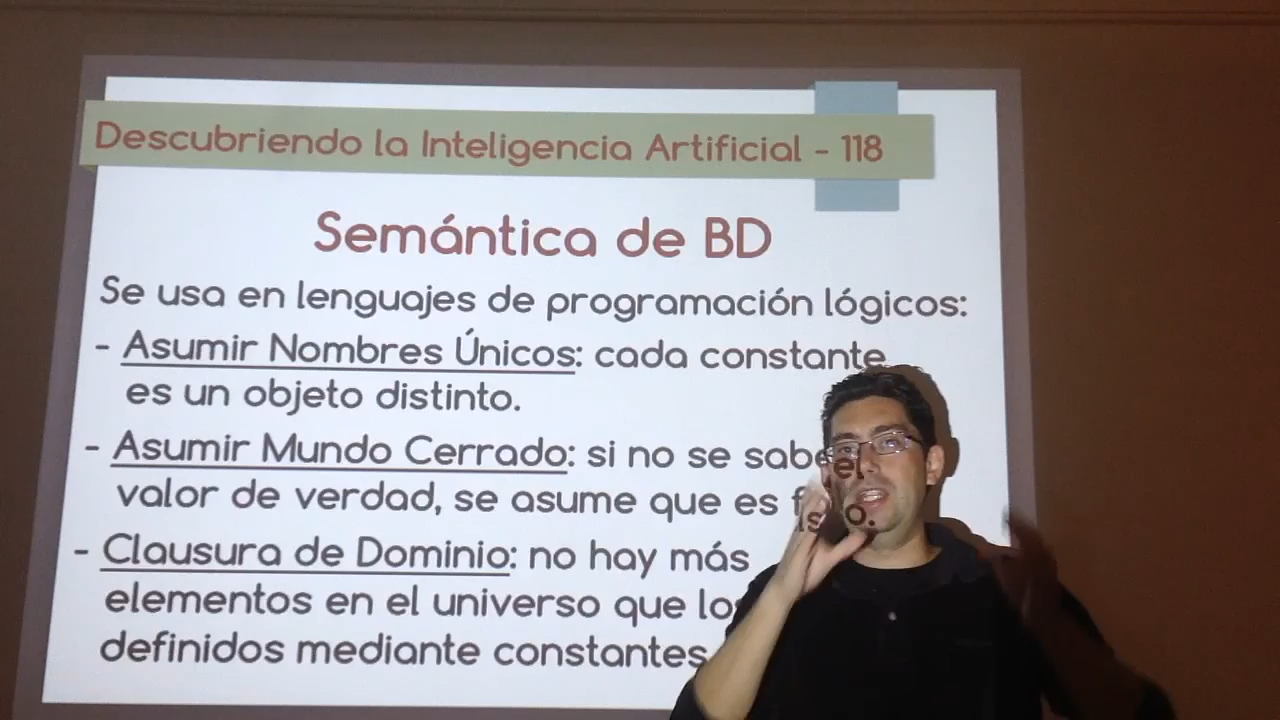 Descubriendo la Inteligencia Artificial - 118
Semántica de BD
Se usa en lenguajes de programación lógicos:
- Asumir Nombres Únicos: cada constante
es un objeto distinto.
- Asumir Mundo Cerrado: si no se sabe el
valor de verdad, se asume que es falso.
- Clausura de Dominio: no hay más
elementos en el universo que los
definidos mediante constantes.